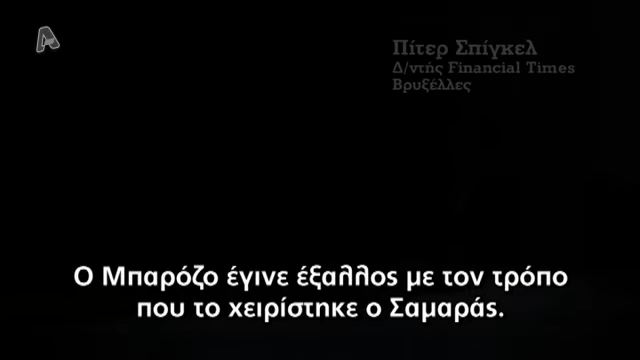 Πίτερ Σπίγκελ
Δ/ντής Financial Times
Βρυξέλλες
Ο Μπαρόζο έγινε έξαλλος με τον τρόπο
που το χειρίστηκε ο Σαμαράς.